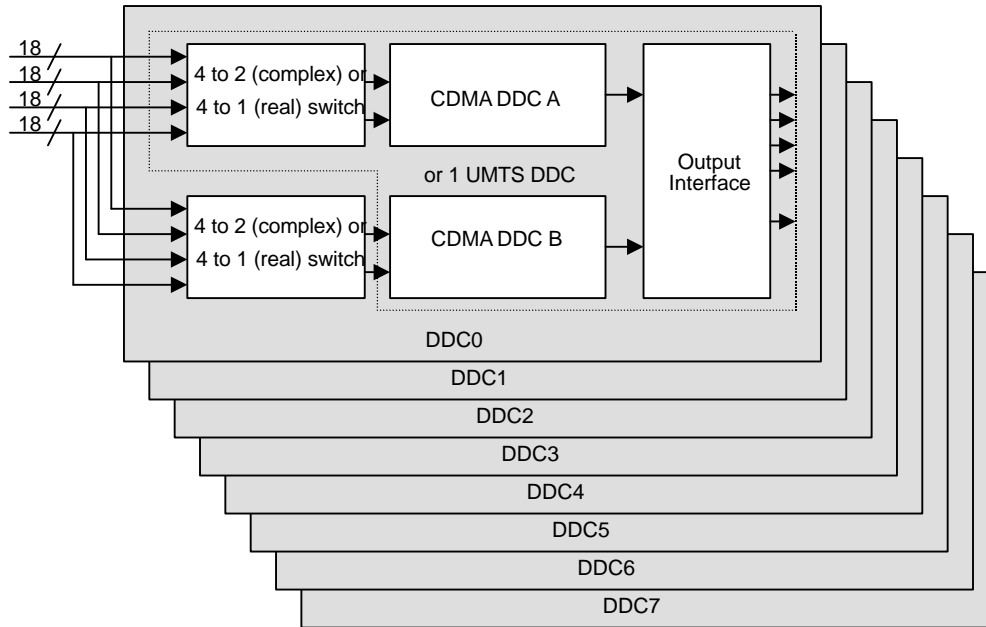 18
18
18
18
4 to 2 (complex) or
4 to 1 (real) switch
CDMA DDC A
Output
Interface
or 1 UMTS DDC
4 to 2 (complex) or
4 to 1 (real) switch
CDMA DDC B
DDC0
DDC1
DDC2
DDC3
DDC4
DDC5
DDC6
DDC7